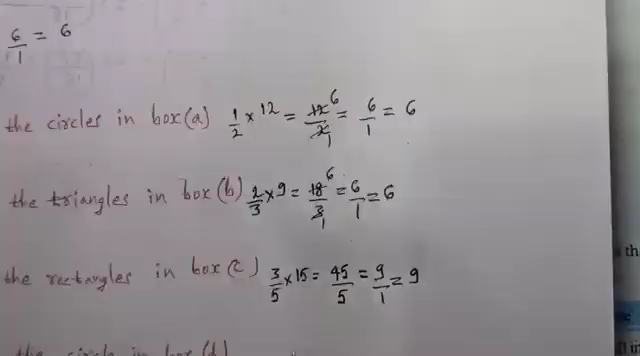 6/1 = 6
the circles in box(a) 1/2 × 12 = 12/2 6 1 = 6/1 = 6
the triangles in box(b) 2/3 × 9 = 18/3 6 1 = 6/1 = 6
the rectangles in box(c) 3/5 × 15 = 45/5 = 9/1 = 9